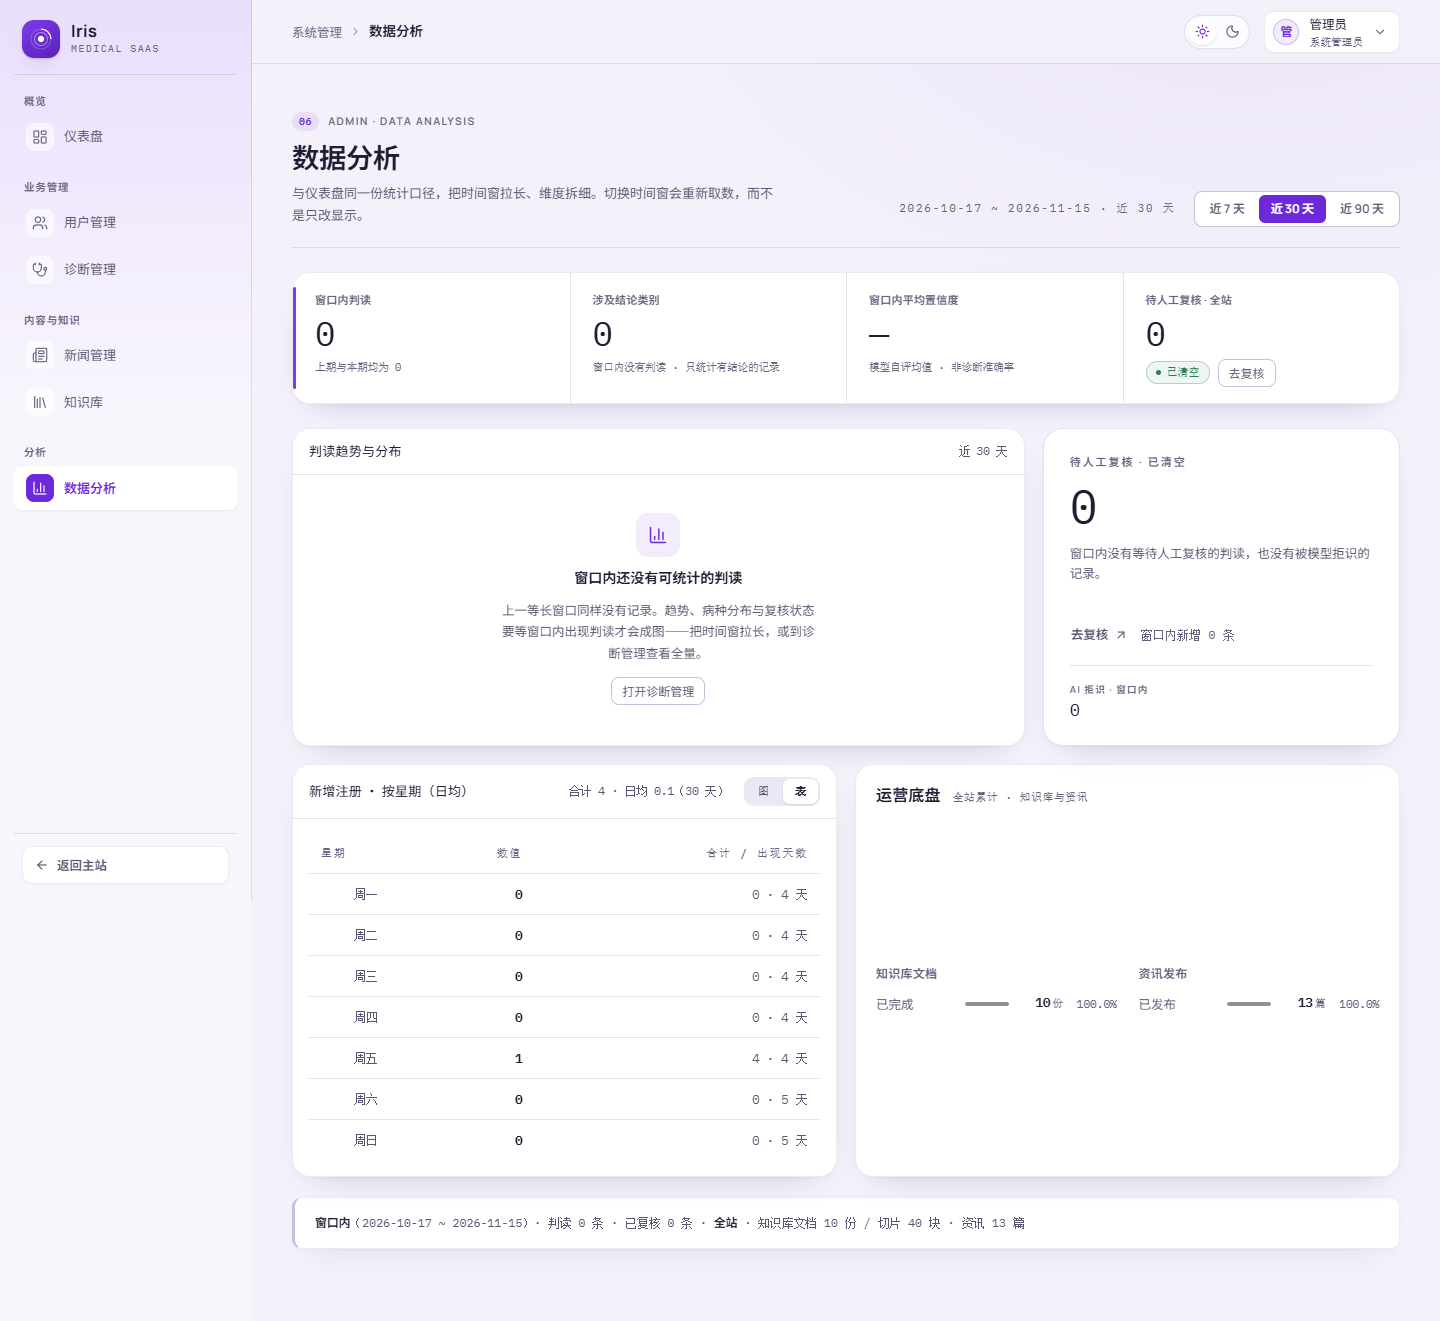 Iris
MEDICAL SAAS
概览
仪表盘
业务管理
用户管理
诊断管理
内容与知识
新闻管理
知识库
分析
数据分析
返回主站
系统管理 > 数据分析
管
管理员
系统管理员
06 ADMIN · DATA ANALYSIS
数据分析
与仪表盘同一份统计口径，把时间窗拉长、维度拆细。切换时间窗会重新取数，而不
是只改显示。
2026-10-17 ~ 2026-11-15 · 近 30 天
近7天 近30天 近90天
窗口内判读
0
上期与本期均为 0
涉及结论类别
0
窗口内没有判读 · 只统计有结论的记录
窗口内平均置信度
—
模型自评均值 · 非诊断准确率
待人工复核·全站
0
已清空 去复核
判读趋势与分布 近 30 天
窗口内还没有可统计的判读
上一等长窗口同样没有记录。趋势、病种分布与复核状态
要等窗口内出现判读才会成图——把时间窗拉长，或到诊
断管理查看全量。
打开诊断管理
待人工复核 · 已清空
0
窗口内没有等待人工复核的判读，也没有被模型拒识的
记录。
去复核 窗口内新增 0 条
AI 拒识 · 窗口内
0
新增注册 · 按星期（日均） 合计 4 · 日均 0.1（30 天） 图 表
星期 数值 合计 / 出现天数
周一 0 0 · 4 天
周二 0 0 · 4 天
周三 0 0 · 4 天
周四 0 0 · 4 天
周五 1 4 · 4 天
周六 0 0 · 5 天
周日 0 0 · 5 天
运营底盘 全站累计 · 知识库与资讯
知识库文档
已完成 10份 100.0%
资讯发布
已发布 13篇 100.0%
窗口内（2026-10-17 ~ 2026-11-15）· 判读 0 条 · 已复核 0 条 · 全站 · 知识库文档 10 份 / 切片 40 块 · 资讯 13 篇